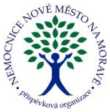 NEMOCNICE NOVÉ MĚSTO NA MORAVĚ
příspěvková organizace